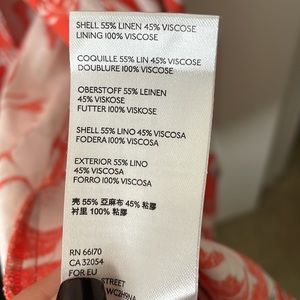 SHELL 55% LINEN 45% VISCOSE
LINING 100% VISCOSE
COQUILLE 55% LIN 45% VISCOSE
DOUBLURE 100% VISCOSE
OBERSTOFF 55% LEINEN
45% VISKOSE
FUTTER 100% VISKOSE
SHELL 55% LINO 45% VISCOSA
FODERA 100% VISCOSA
EXTERIOR 55% LINO
45% VISCOSA
FORRO 100% VISCOSA
壳 55% 亞麻布 45% 粘膠
衬里 100% 粘膠
RN 66170
CA 32054
FOR EU
STREET